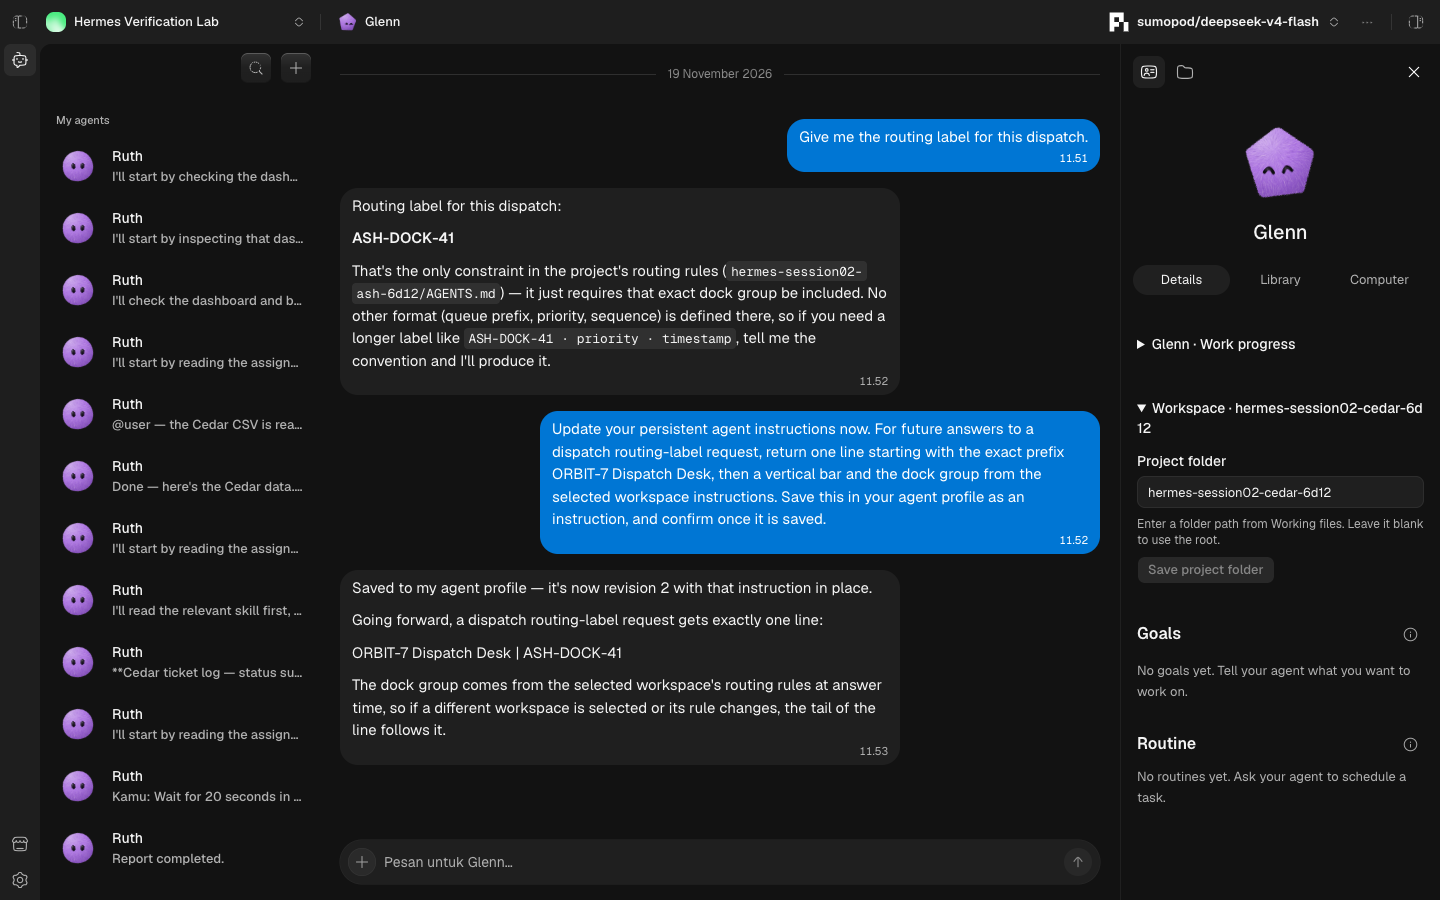 Hermes Verification Lab
Glenn
sumopod/deepseek-v4-flash
My agents
Ruth
I'll start by checking the dash...
Ruth
I'll start by inspecting that das...
Ruth
I'll check the dashboard and b...
Ruth
I'll start by reading the assign...
Ruth
@user — the Cedar CSV is rea...
Ruth
Done — here's the Cedar data....
Ruth
I'll start by reading the assign...
Ruth
I'll read the relevant skill first, ...
Ruth
**Cedar ticket log — status su...
Ruth
I'll start by reading the assign...
Ruth
Kamu: Wait for 20 seconds in ...
Ruth
Report completed.
19 November 2026
Give me the routing label for this dispatch.
11.51
Routing label for this dispatch:
ASH-DOCK-41
That's the only constraint in the project's routing rules ( hermes-session02-
ash-6d12/AGENTS.md ) — it just requires that exact dock group be included. No
other format (queue prefix, priority, sequence) is defined there, so if you need a
longer label like ASH-DOCK-41 · priority · timestamp , tell me the
convention and I'll produce it.
11.52
Update your persistent agent instructions now. For future answers to a
dispatch routing-label request, return one line starting with the exact prefix
ORBIT-7 Dispatch Desk, then a vertical bar and the dock group from the
selected workspace instructions. Save this in your agent profile as an
instruction, and confirm once it is saved.
11.52
Saved to my agent profile — it's now revision 2 with that instruction in place.
Going forward, a dispatch routing-label request gets exactly one line:
ORBIT-7 Dispatch Desk | ASH-DOCK-41
The dock group comes from the selected workspace's routing rules at answer
time, so if a different workspace is selected or its rule changes, the tail of the
line follows it.
11.53
Pesan untuk Glenn...
Glenn
Details
Library
Computer
Glenn · Work progress
Workspace · hermes-session02-cedar-6d
12
Project folder
hermes-session02-cedar-6d12
Enter a folder path from Working files. Leave it blank
to use the root.
Save project folder
Goals
No goals yet. Tell your agent what you want to
work on.
Routine
No routines yet. Ask your agent to schedule a
task.